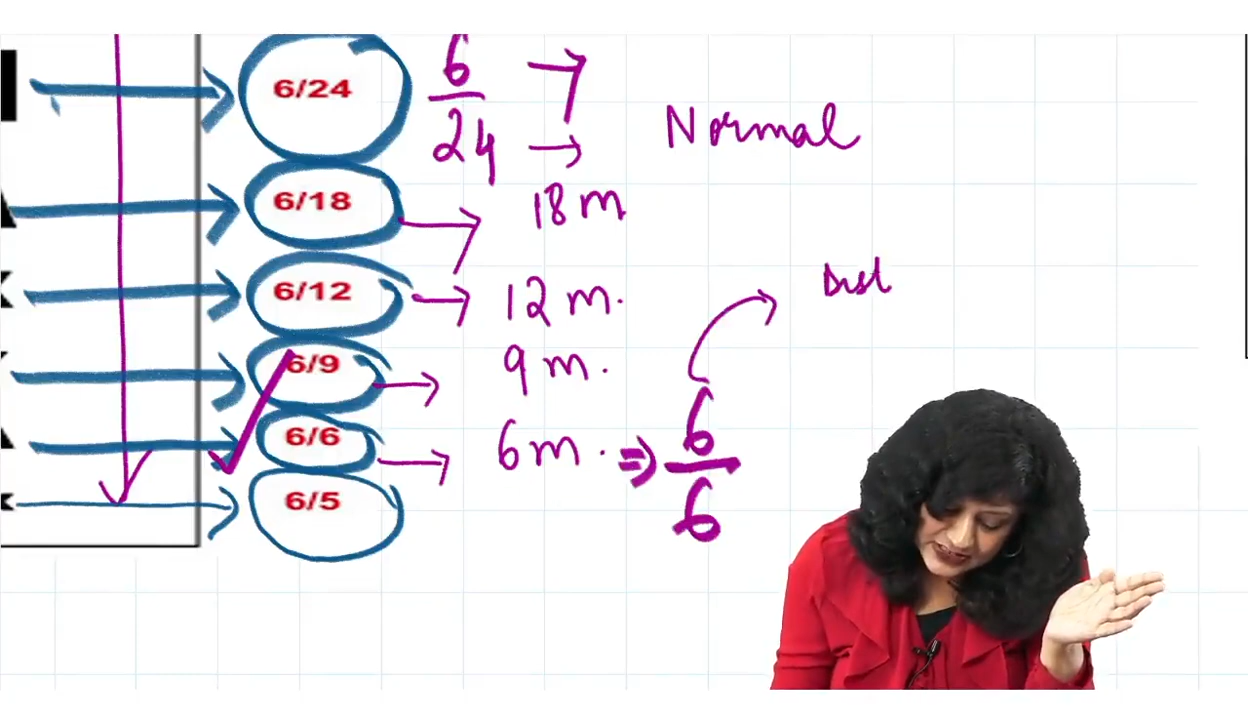 6/24 6/24 →
→
Normal
6/18 → 18 m
6/12 → 12 m.
Dist
6/9 → 9 m.
6/6 → 6 m. ⇒ 6/6
6/5